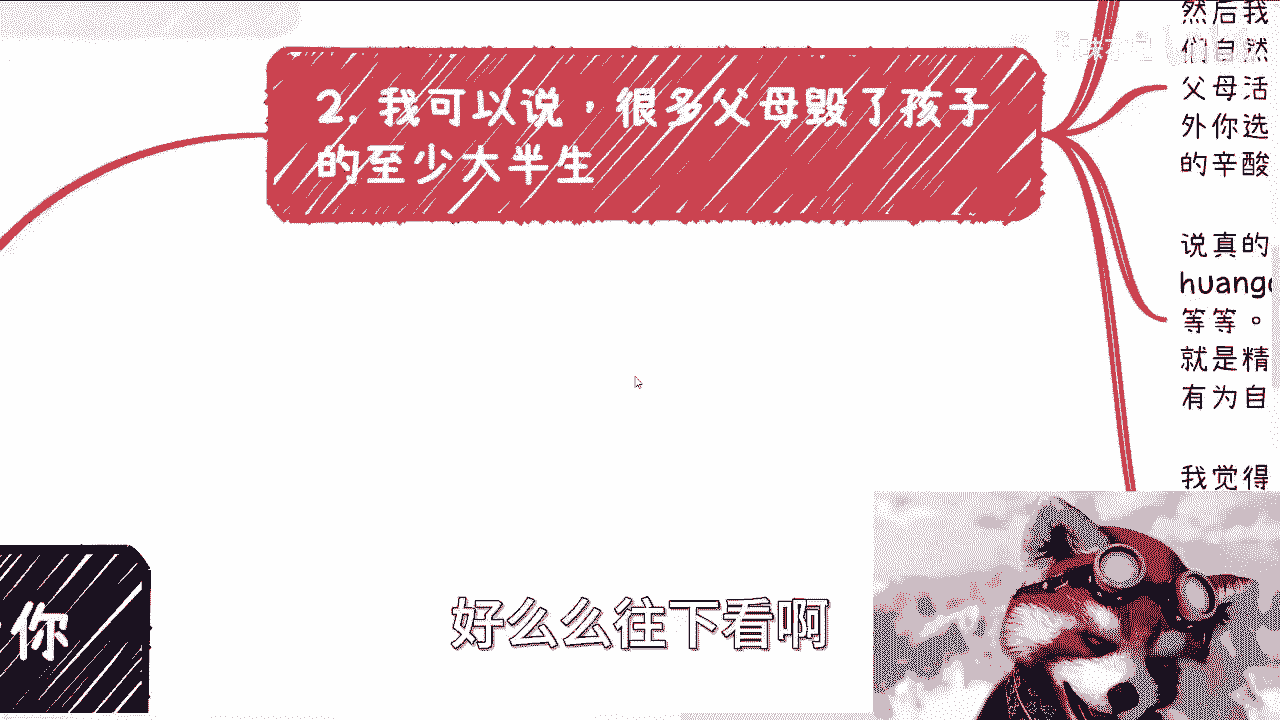 2. 我可以说，很多父母毁了孩子
的至少大半生
然后我
们自然
父母活
外你选
的辛酸
说真的
huang
等等。
就是精
有为自
我觉得
你
好么么往下看啊